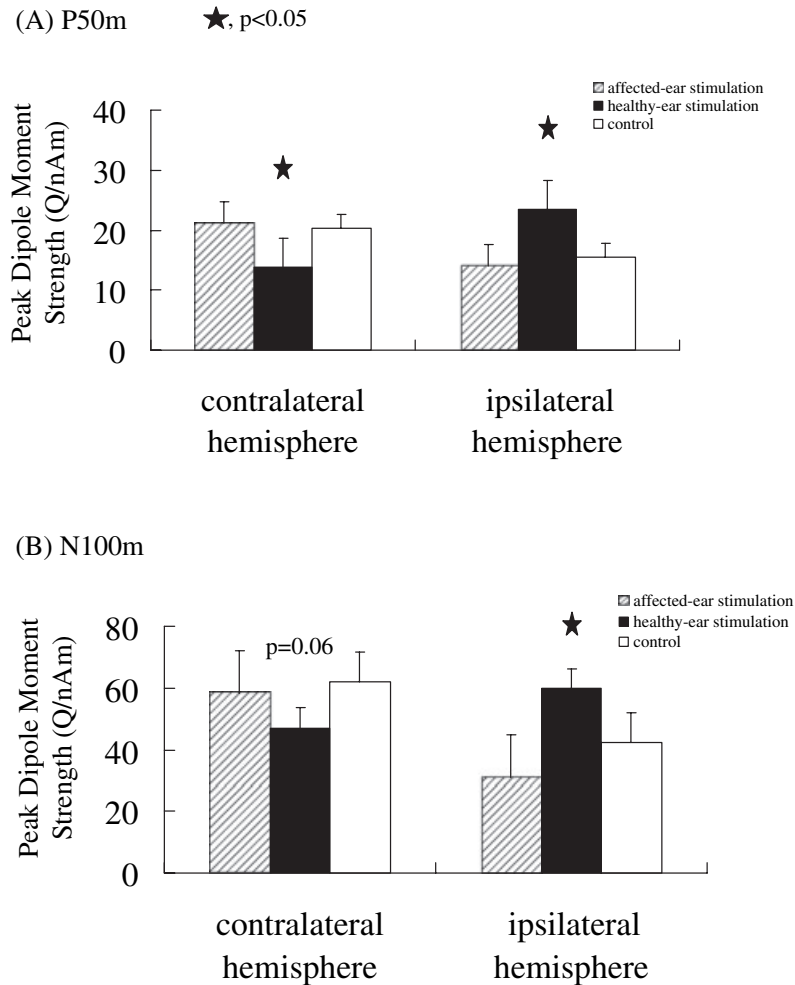 (A) P50m ★, p<0.05
affected-ear stimulation
healthy-ear stimulation
control
Peak Dipole Moment
Strength (Q/nAm)
40
30
20
10
0
★
★
contralateral
hemisphere
ipsilateral
hemisphere
(B) N100m
affected-ear stimulation
healthy-ear stimulation
control
Peak Dipole Moment
Strength (Q/nAm)
80
60
40
20
0
p=0.06
★
contralateral
hemisphere
ipsilateral
hemisphere